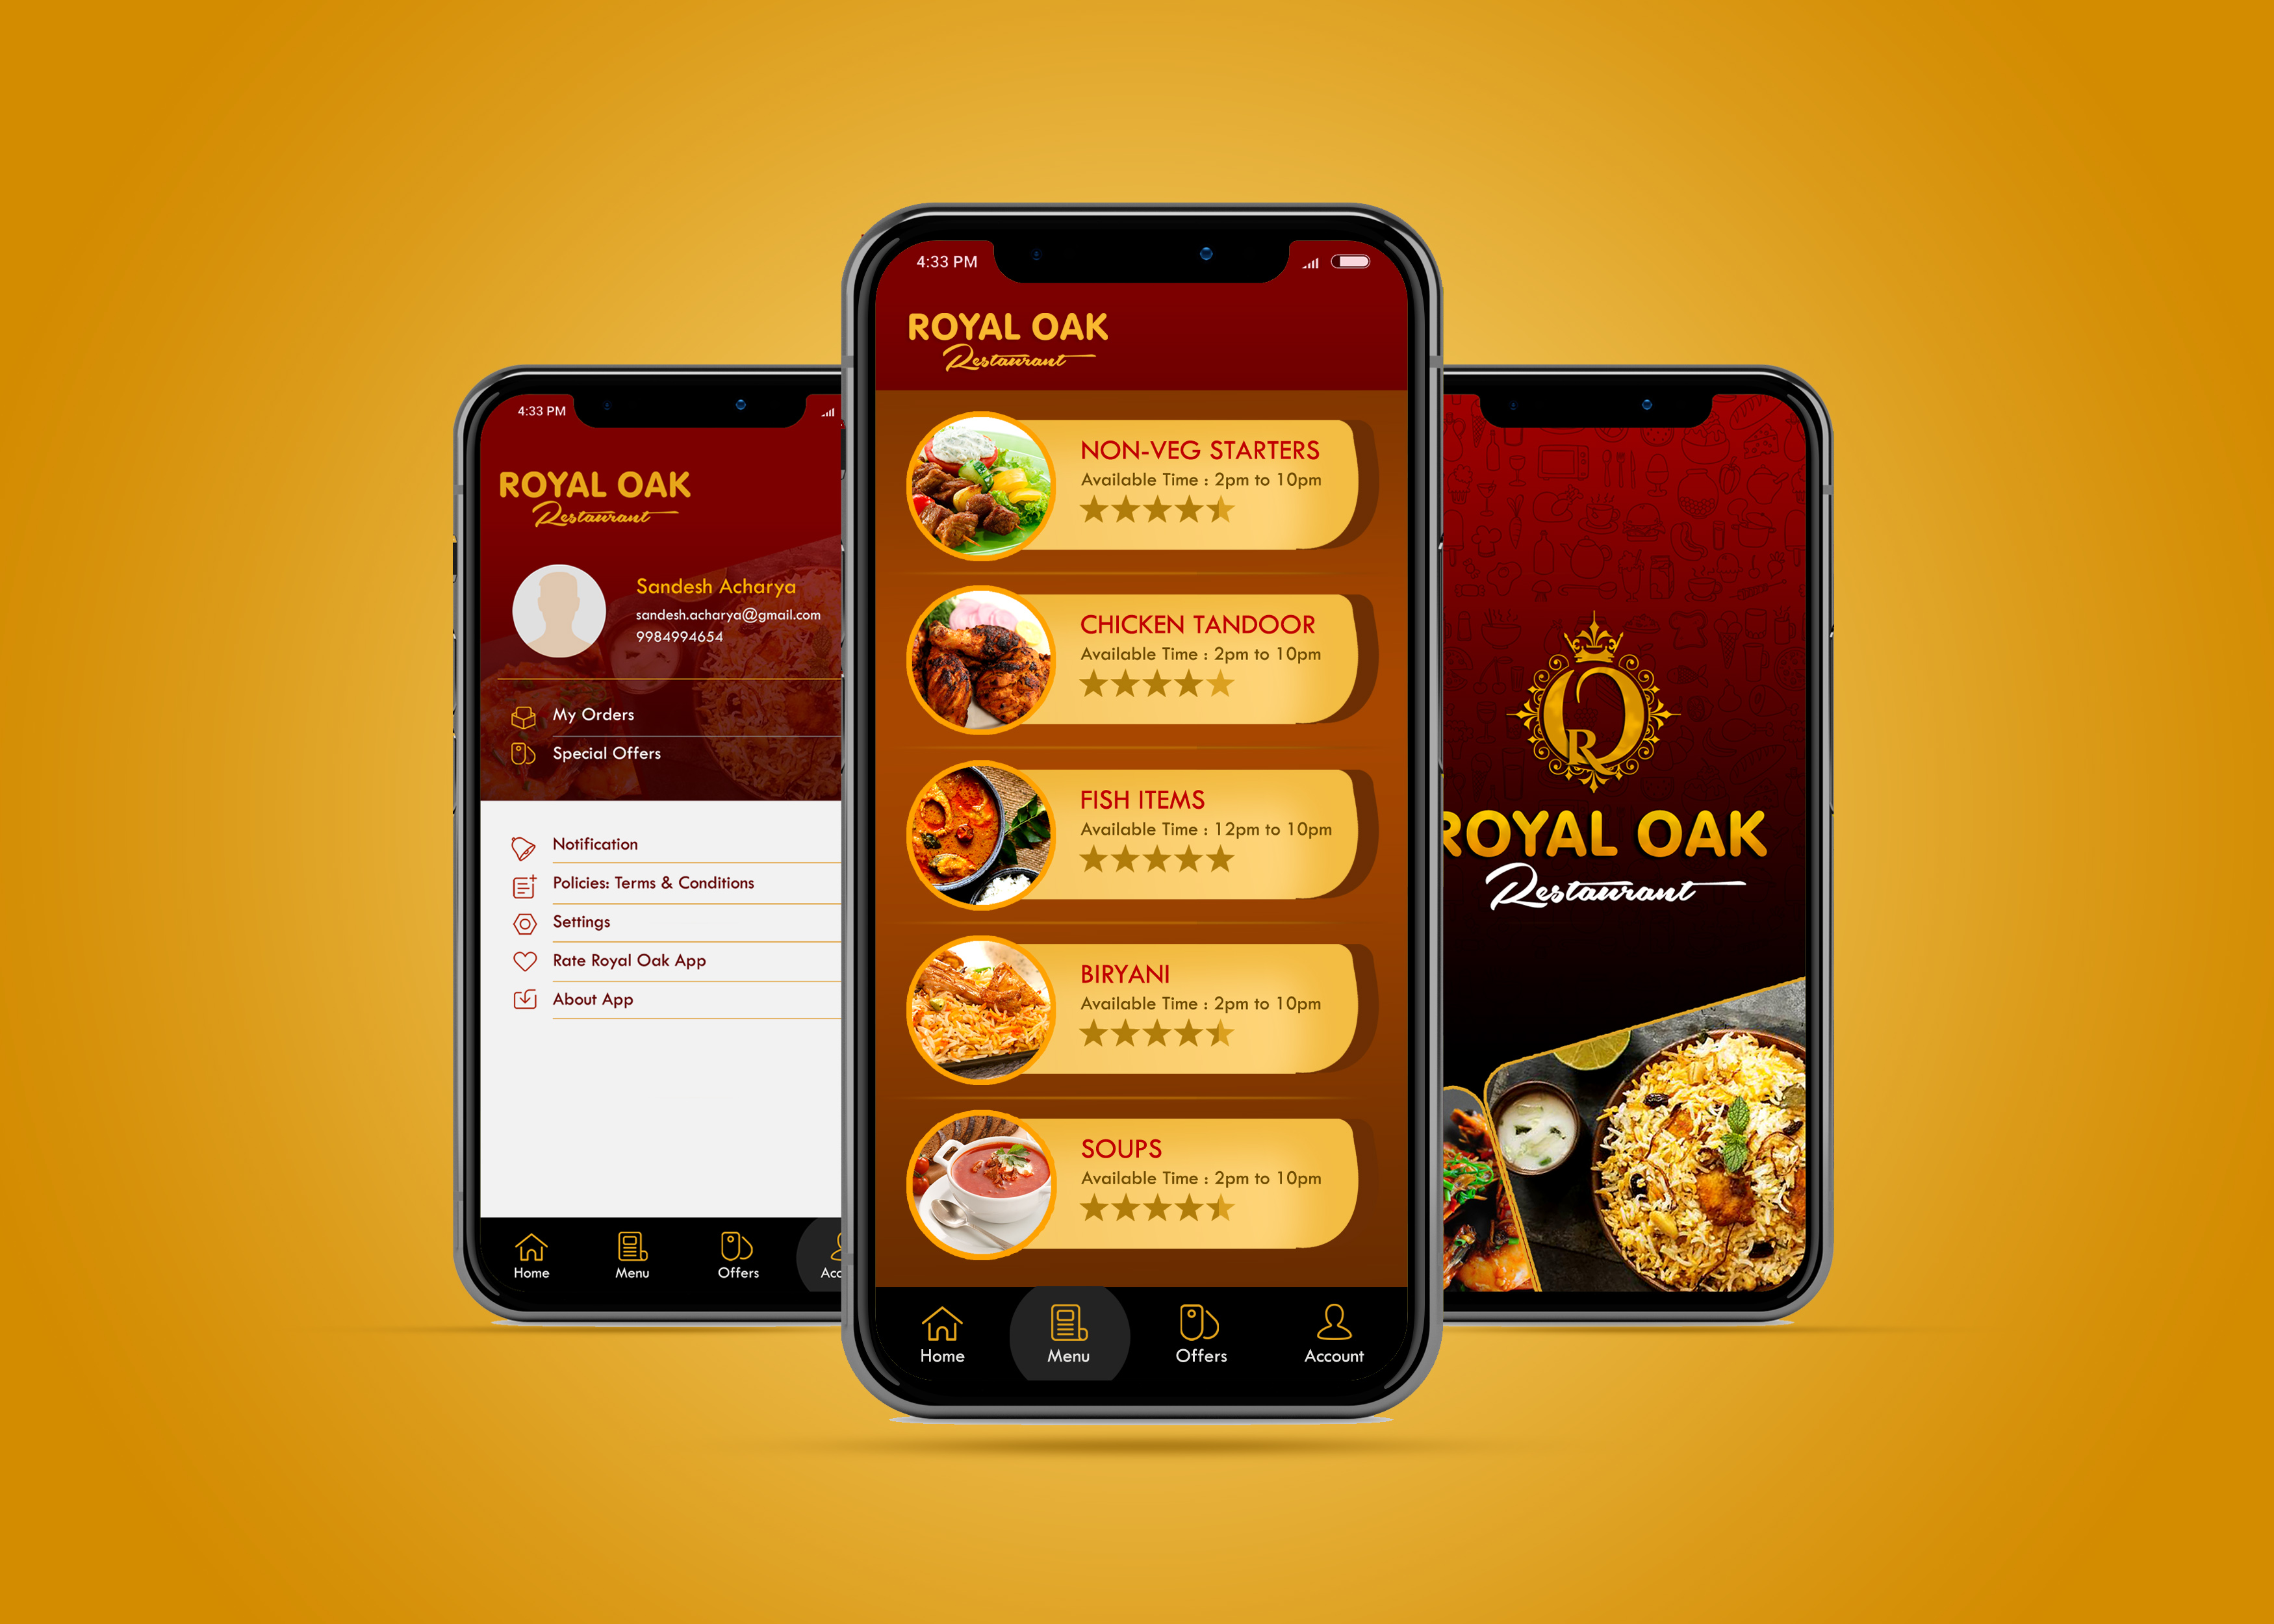 4:33 PM
ROYAL OAK
Restaurant
Sandesh Acharya
sandesh.acharya@gmail.com
9984994654
My Orders
Special Offers
Notification
Policies: Terms & Conditions
Settings
Rate Royal Oak App
About App
Home
Menu
Offers
Acc
4:33 PM
ROYAL OAK
Restaurant
NON-VEG STARTERS
Available Time : 2pm to 10pm
CHICKEN TANDOOR
Available Time : 2pm to 10pm
FISH ITEMS
Available Time : 12pm to 10pm
BIRYANI
Available Time : 2pm to 10pm
SOUPS
Available Time : 2pm to 10pm
Home
Menu
Offers
Account
OR
ROYAL OAK
Restaurant